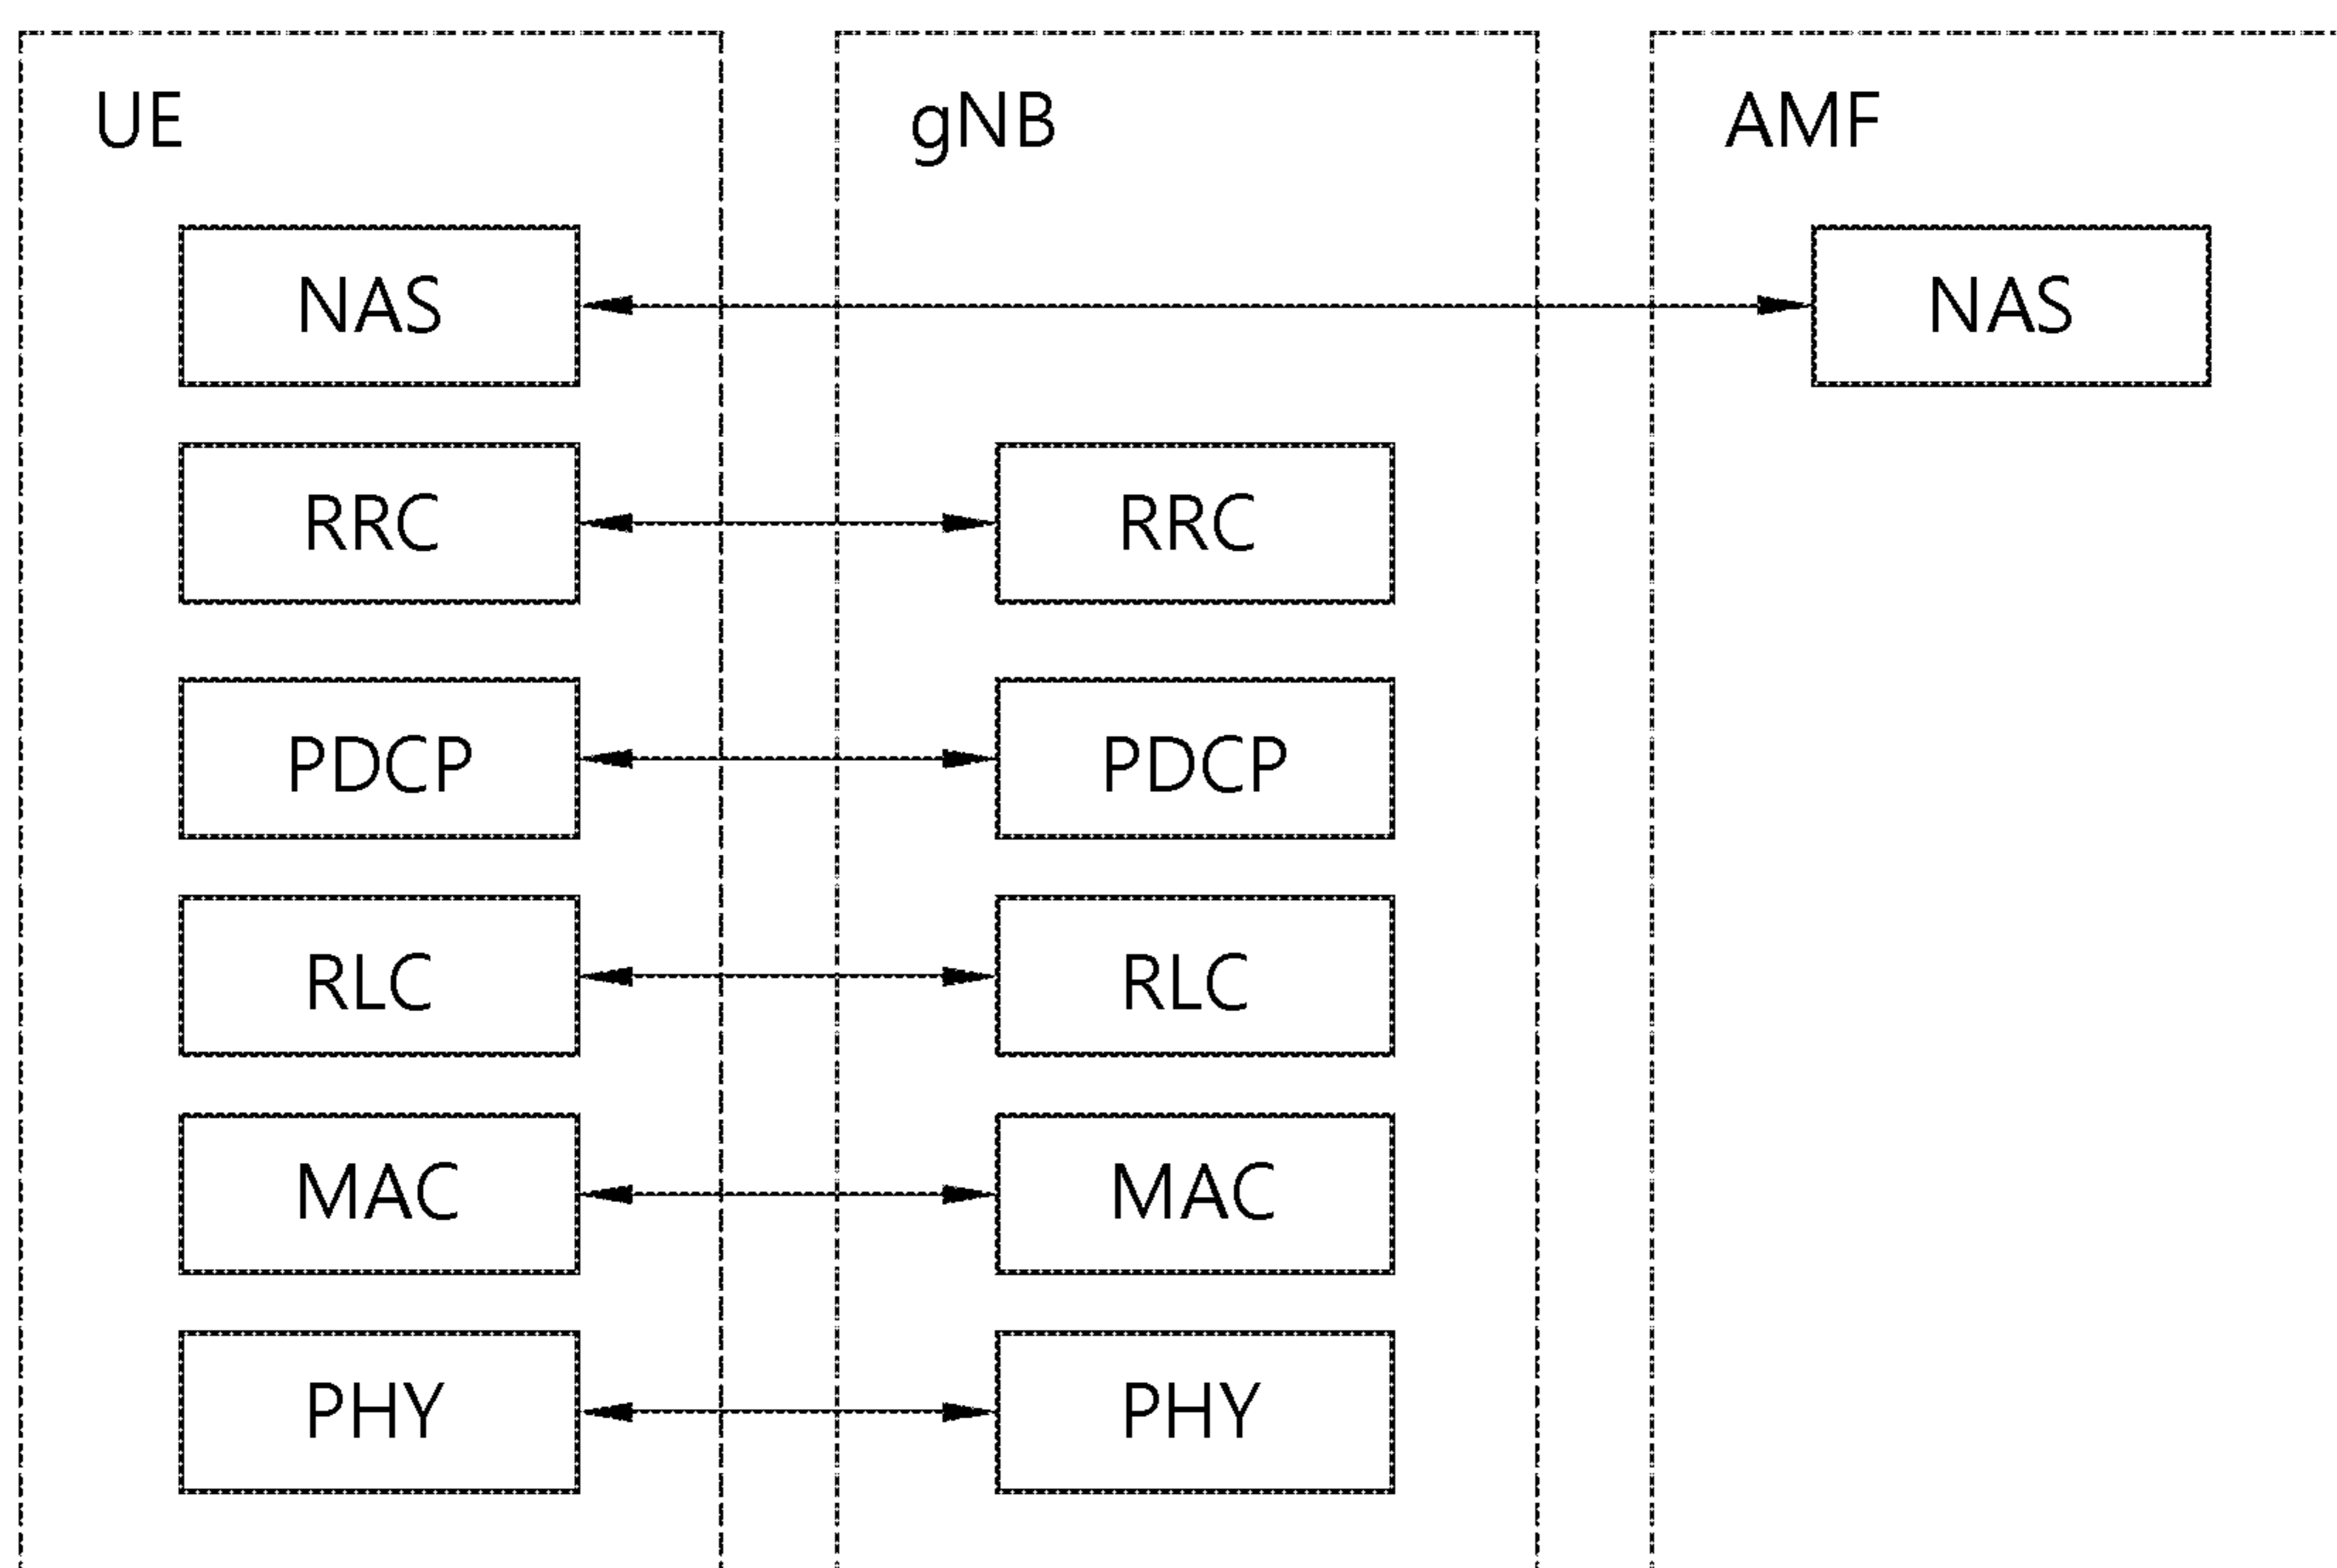 UE gNB AMF
NAS NAS
RRC RRC
PDCP PDCP
RLC RLC
MAC MAC
PHY PHY